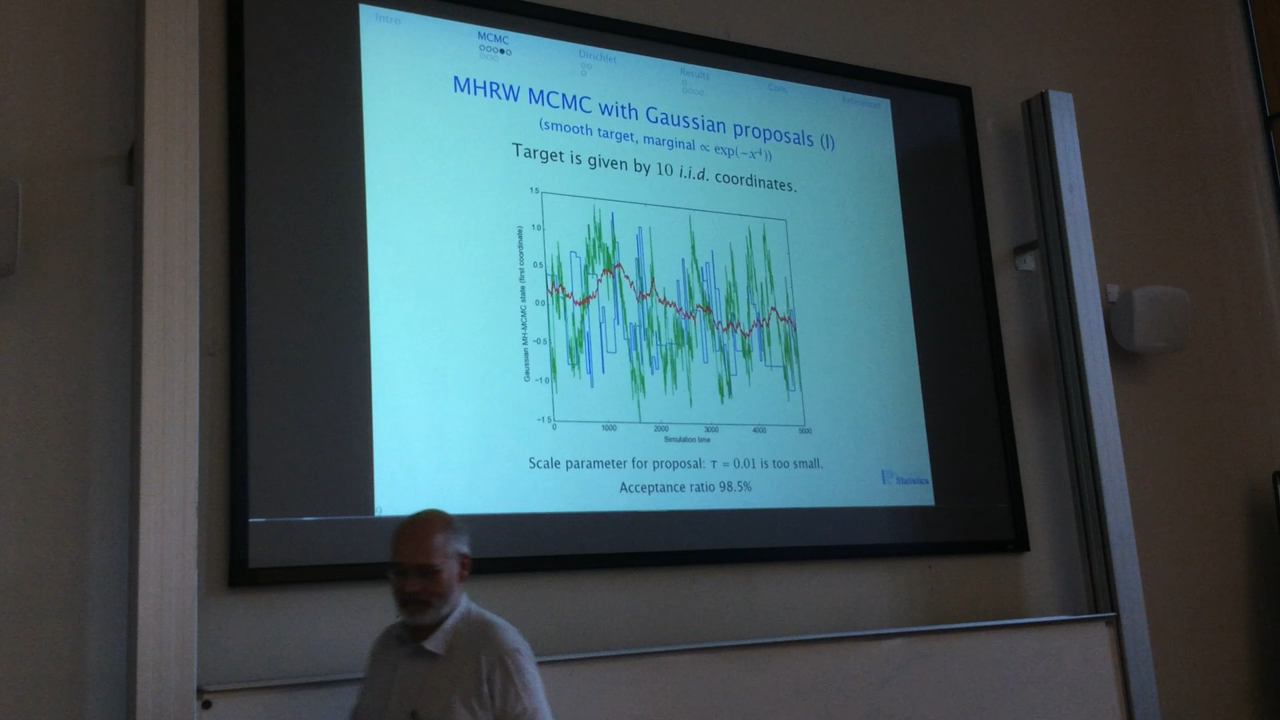 Intro
MCMC
Dirichlet
Results
Conc
MHRW MCMC with Gaussian proposals (I)
(smooth target, marginal ∝ exp(−x⁴))
Target is given by 10 i.i.d. coordinates.
1.5
1.0
0.5
0.0
−0.5
−1.0
−1.5
Gaussian MH-MCMC state (first coordinate)
0 1000 2000 3000 4000 5000
Simulation time
Scale parameter for proposal: τ = 0.01 is too small.
Acceptance ratio 98.5%
Statistics
9